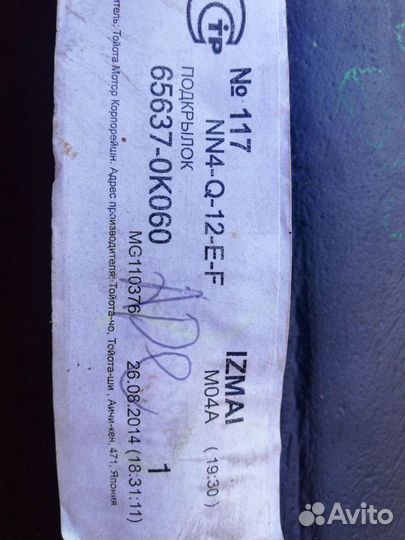 № 117
NN4-Q-12-E-F
IZMAI
M04A
(19:30)
ПОДКРЫЛОК
65637-0K060
1
MG110376
26.08.2014 (18:31:11)
Тойота Мотор Корпорейшн. Адрес производителя: Тойота-чо, Тойота-ши, Аичи-кен, 471, Япония
Avito